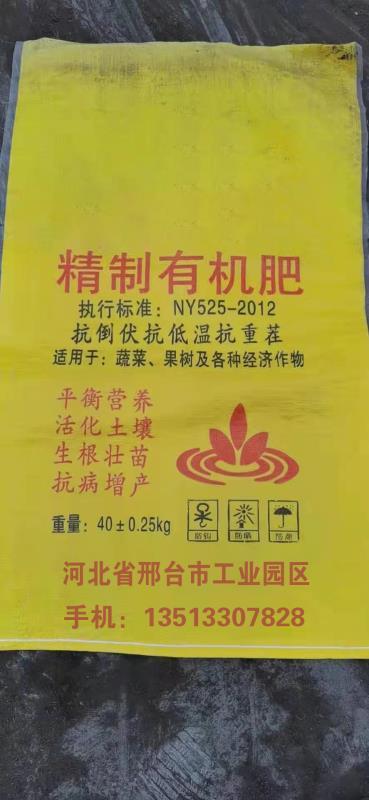 精制有机肥
执行标准：NY525-2012
抗倒伏抗低温抗重茬
适用于：蔬菜、果树及各种经济作物
平衡营养
活化土壤
生根壮苗
抗病增产
重量：40±0.25kg
防晒
河北省邢台市工业园区
手机：13513307828